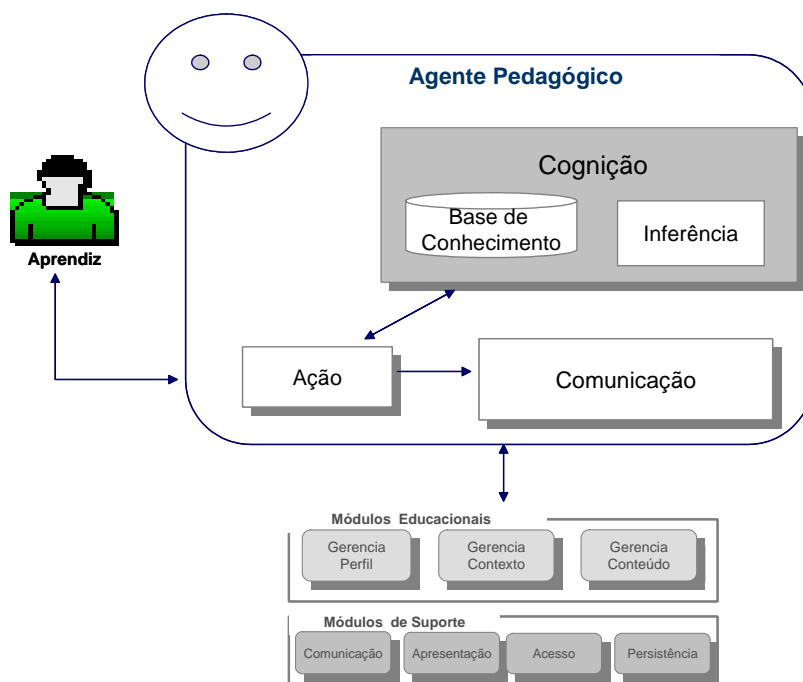 Agente Pedagógico
Cognição
Base de
Conhecimento
Inferência
Aprendiz
Ação
Comunicação
Módulos Educacionais
Gerencia
Perfil
Gerencia
Contexto
Gerencia
Conteúdo
Módulos de Suporte
Comunicação
Apresentação
Acesso
Persistência